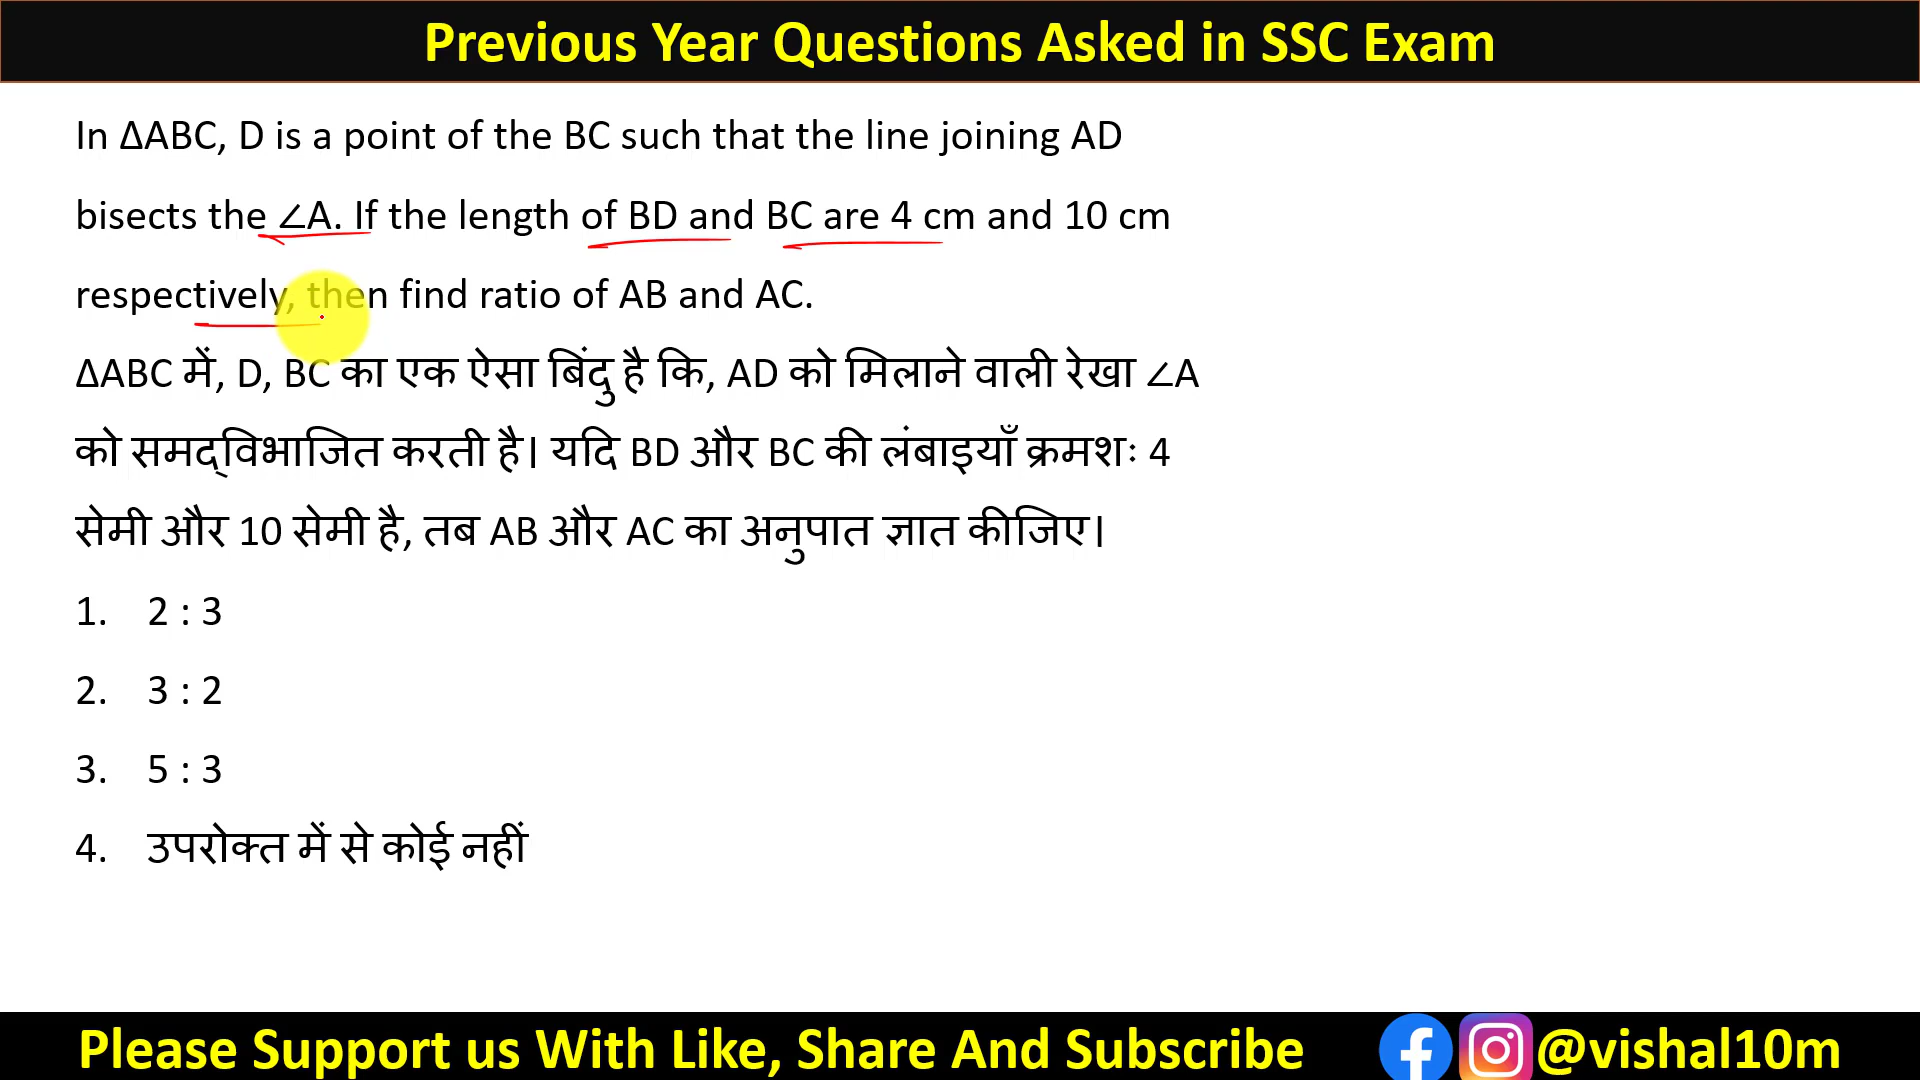 Previous Year Questions Asked in SSC Exam
In ΔABC, D is a point of the BC such that the line joining AD
bisects the ∠A. If the length of BD and BC are 4 cm and 10 cm
respectively, then find ratio of AB and AC.
ΔABC में, D, BC का एक ऐसा बिंदु है कि, AD को मिलाने वाली रेखा ∠A
को समद्विभाजित करती है। यदि BD और BC की लंबाइयाँ क्रमशः 4
सेमी और 10 सेमी है, तब AB और AC का अनुपात ज्ञात कीजिए।
1. 2 : 3
2. 3 : 2
3. 5 : 3
4. उपरोक्त में से कोई नहीं
Please Support us With Like, Share And Subscribe @vishal10m